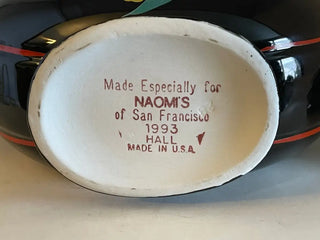 Made Especially for
NAOMI'S
of San Francisco
1993
HALL
MADE IN U.S.A.